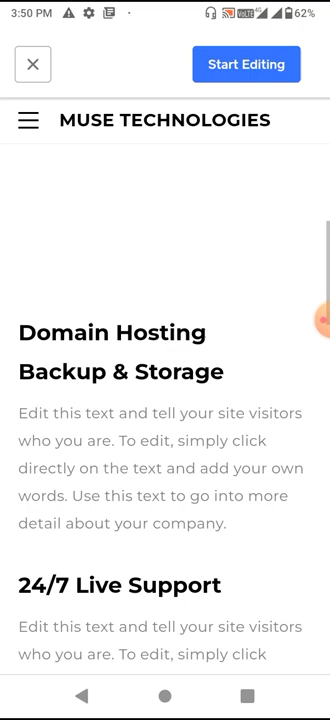 3:50 PM
VoLTE 4G 62%
Start Editing
MUSE TECHNOLOGIES
Domain Hosting
Backup & Storage
Edit this text and tell your site visitors
who you are. To edit, simply click
directly on the text and add your own
words. Use this text to go into more
detail about your company.
24/7 Live Support
Edit this text and tell your site visitors
who you are. To edit, simply click